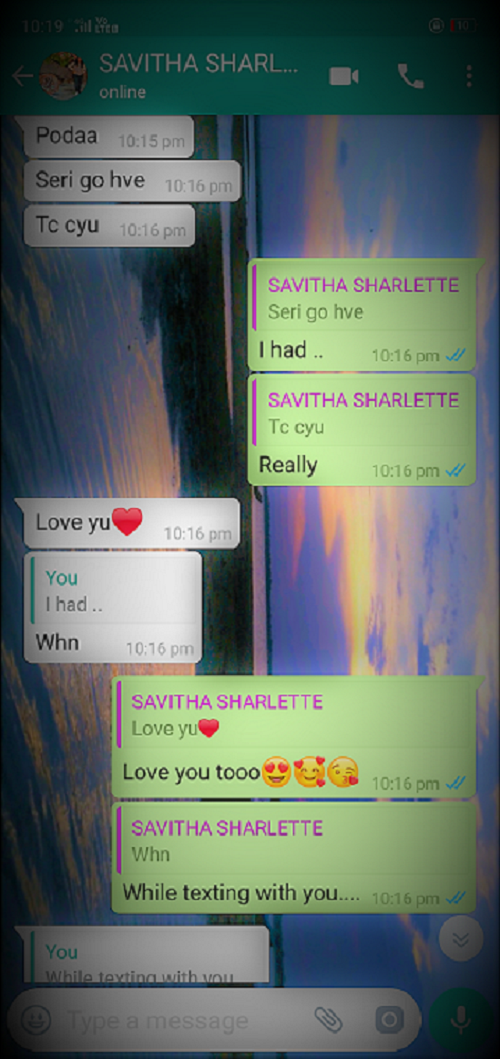 10:19
SAVITHA SHARL...
online
Podaa 10:15 pm
Seri go hve 10:16 pm
Tc cyu 10:16 pm
SAVITHA SHARLETTE
Seri go hve
I had .. 10:16 pm
SAVITHA SHARLETTE
Tc cyu
Really 10:16 pm
Love yu❤️ 10:16 pm
You
I had ..
Whn 10:16 pm
SAVITHA SHARLETTE
Love yu❤️
Love you tooo😍🥰😘 10:16 pm
SAVITHA SHARLETTE
Whn
While texting with you.... 10:16 pm
You
While texting with you
Type a message